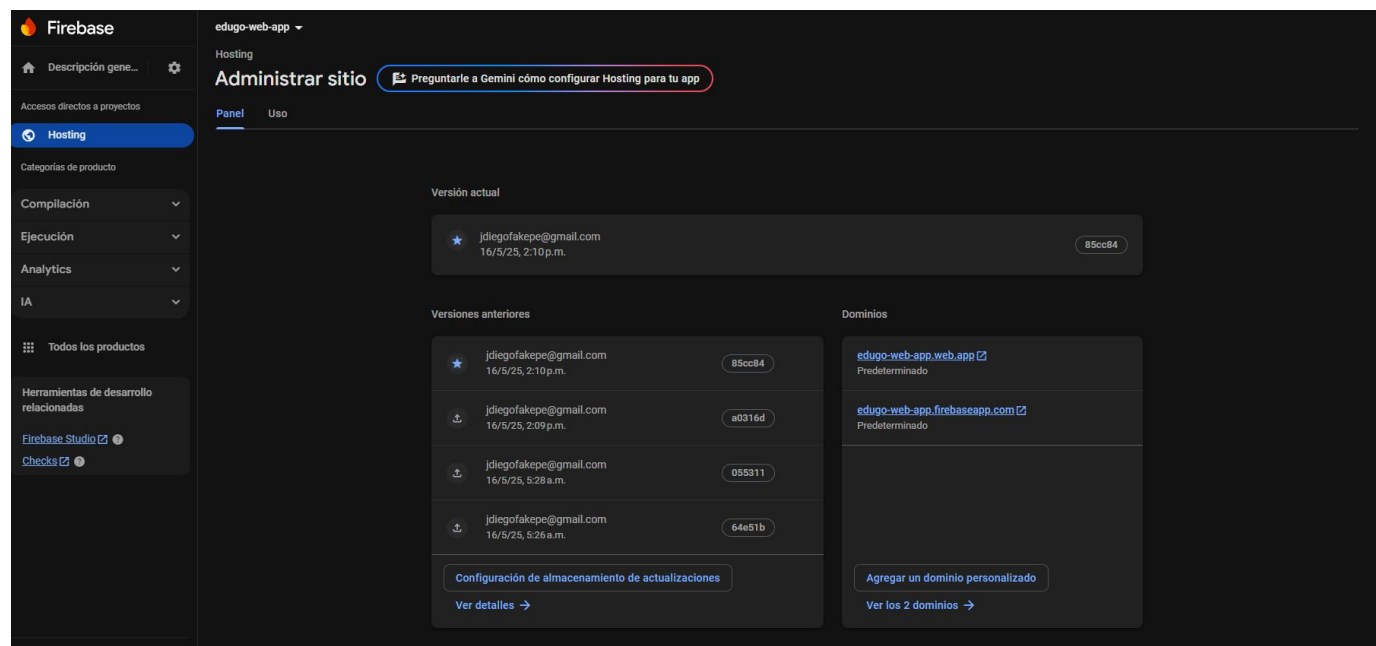 Firebase
Descripción gene...
Accesos directos a proyectos
Hosting
Categorías de producto
Compilación
Ejecución
Analytics
IA
Todos los productos
Herramientas de desarrollo
relacionadas
Firebase Studio
Checks
edugo-web-app
Hosting
Administrar sitio
Preguntarle a Gemini cómo configurar Hosting para tu app
Panel Uso
Versión actual
jdiegofakepe@gmail.com
16/5/25, 2:10 p.m.
85cc84
Versiones anteriores
jdiegofakepe@gmail.com
16/5/25, 2:10 p.m.
85cc84
jdiegofakepe@gmail.com
16/5/25, 2:09 p.m.
a0316d
jdiegofakepe@gmail.com
16/5/25, 5:28 a.m.
055311
jdiegofakepe@gmail.com
16/5/25, 5:26 a.m.
64e51b
Configuración de almacenamiento de actualizaciones
Ver detalles
Dominios
edugo-web-app.web.app
Predeterminado
edugo-web-app.firebaseapp.com
Predeterminado
Agregar un dominio personalizado
Ver los 2 dominios